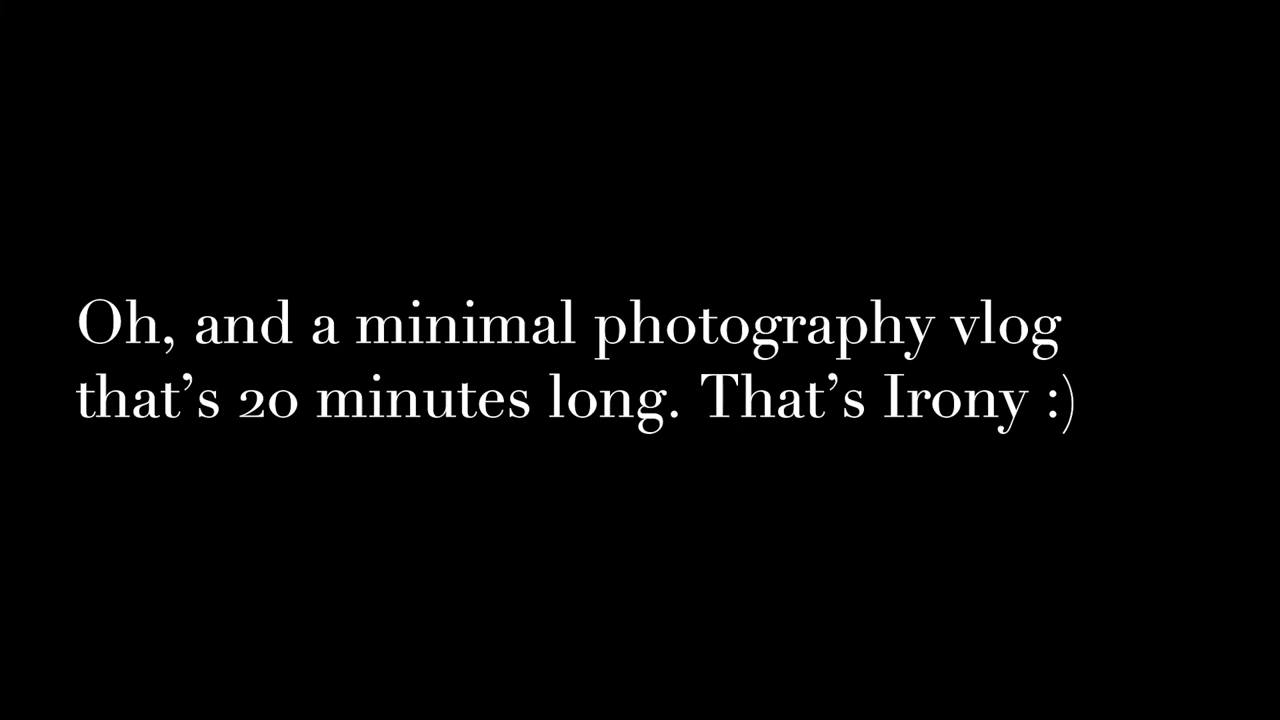 Oh, and a minimal photography vlog
that’s 20 minutes long. That’s Irony :)